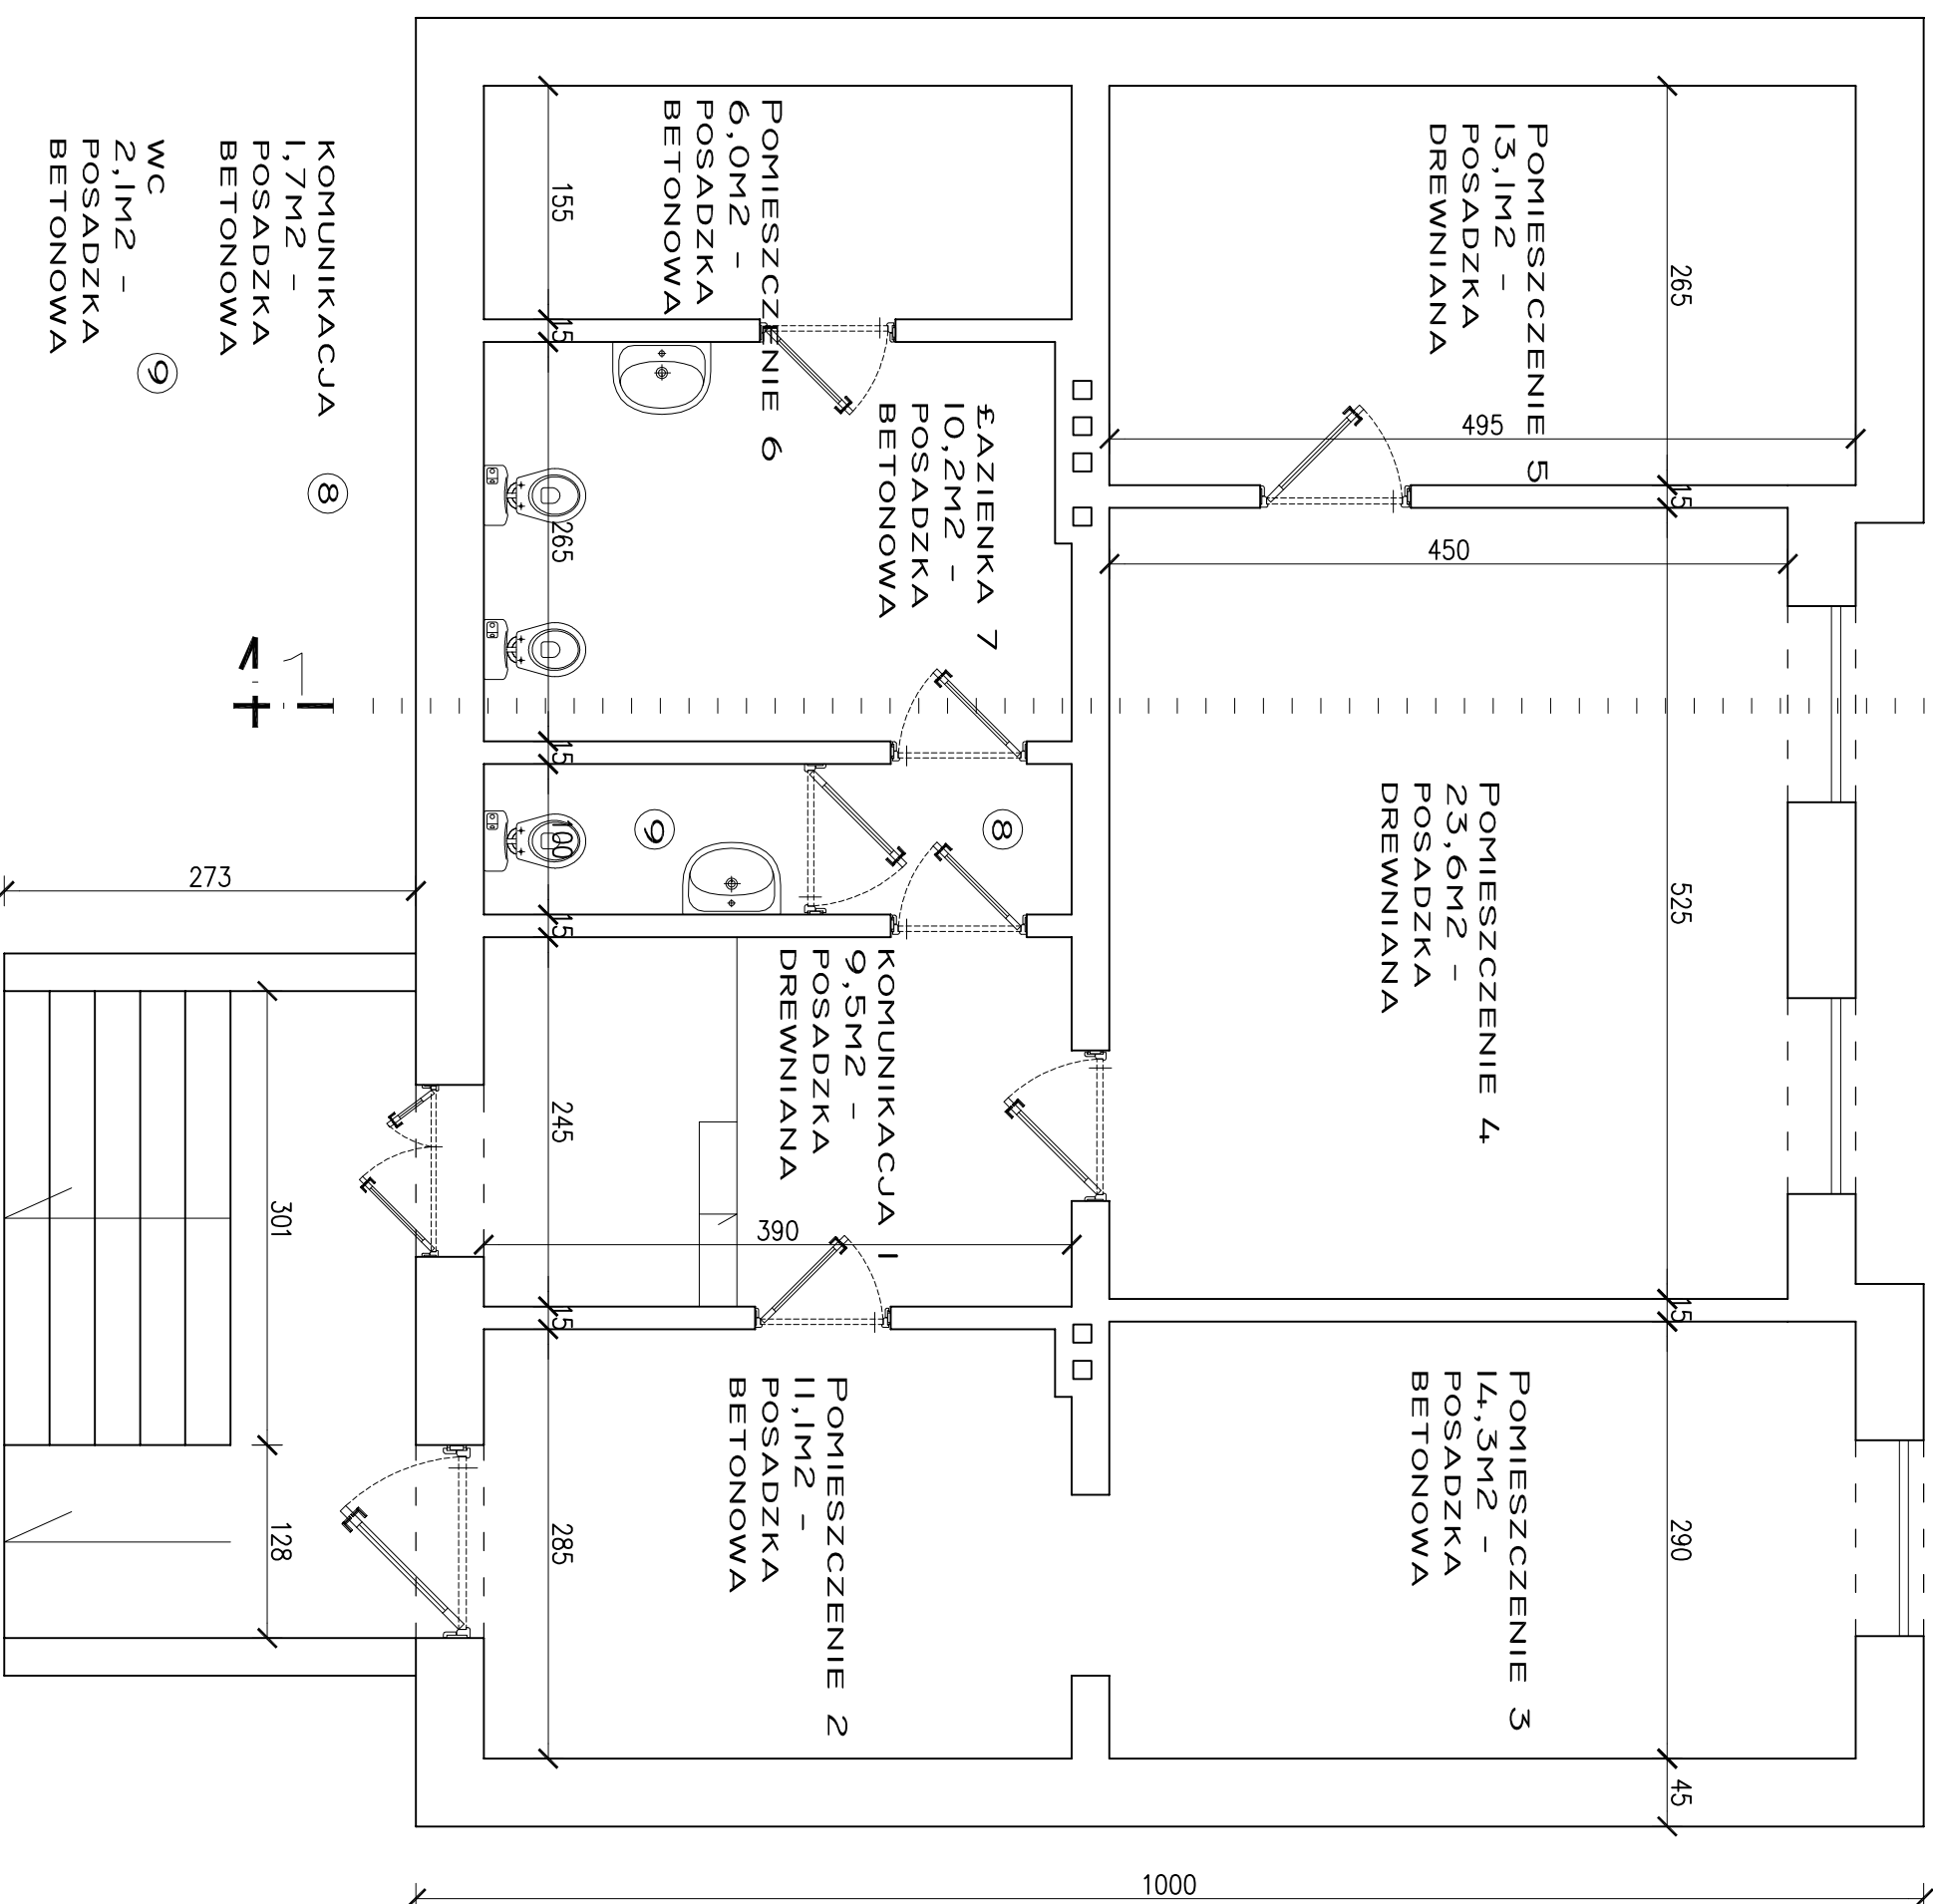 POMIESZCZENIE 5
13,1M2 -
POSADZKA
DREWNIANA
POMIESZCZENIE 6
6,0M2 -
POSADZKA
BETONOWA
KOMUNIKACJA
1,7M2 -
POSADZKA
BETONOWA
8
WC
2,1M2 -
POSADZKA
BETONOWA
9
£AZIENKA 7
10,2M2 -
POSADZKA
BETONOWA
POMIESZCZENIE 4
23,6M2 -
POSADZKA
DREWNIANA
8
9
KOMUNIKACJA 1
9,5M2 -
POSADZKA
DREWNIANA
POMIESZCZENIE 3
14,3M2 -
POSADZKA
BETONOWA
POMIESZCZENIE 2
11,1M2 -
POSADZKA
BETONOWA
265
15
525
15
290
45
495
450
155
15
265
15
100
15
245
15
285
390
273
301
128
1000
1
1